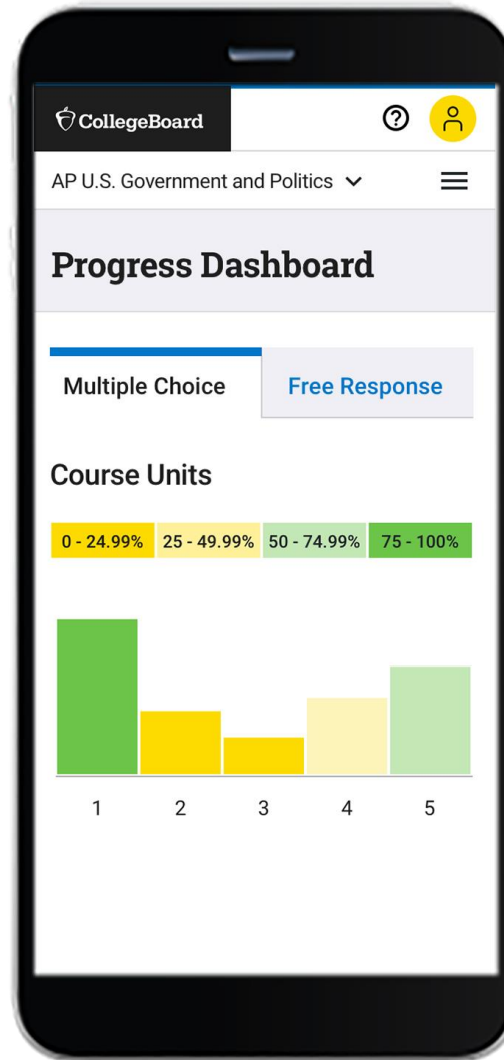 CollegeBoard
AP U.S. Government and Politics
Progress Dashboard
Multiple Choice Free Response
Course Units
0 - 24.99% 25 - 49.99% 50 - 74.99% 75 - 100%
1 2 3 4 5